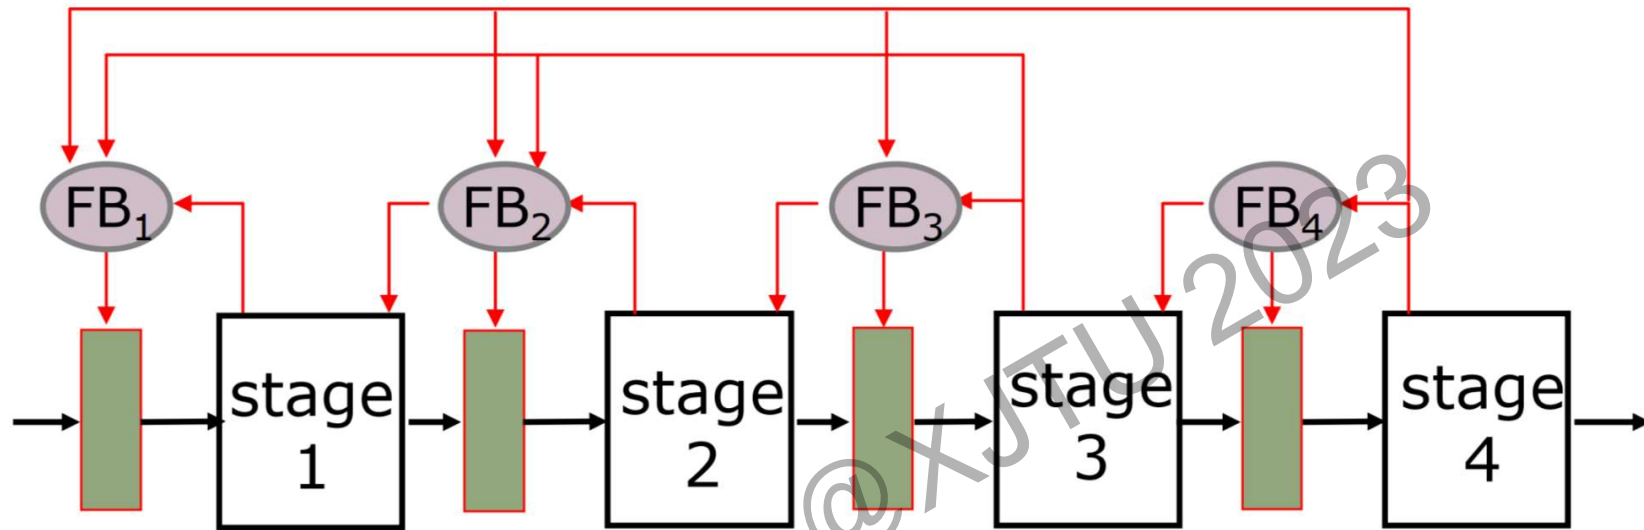 FB₁
FB₂
FB₃
FB₄
stage
1
stage
2
stage
3
stage
4
@XJTU 2023